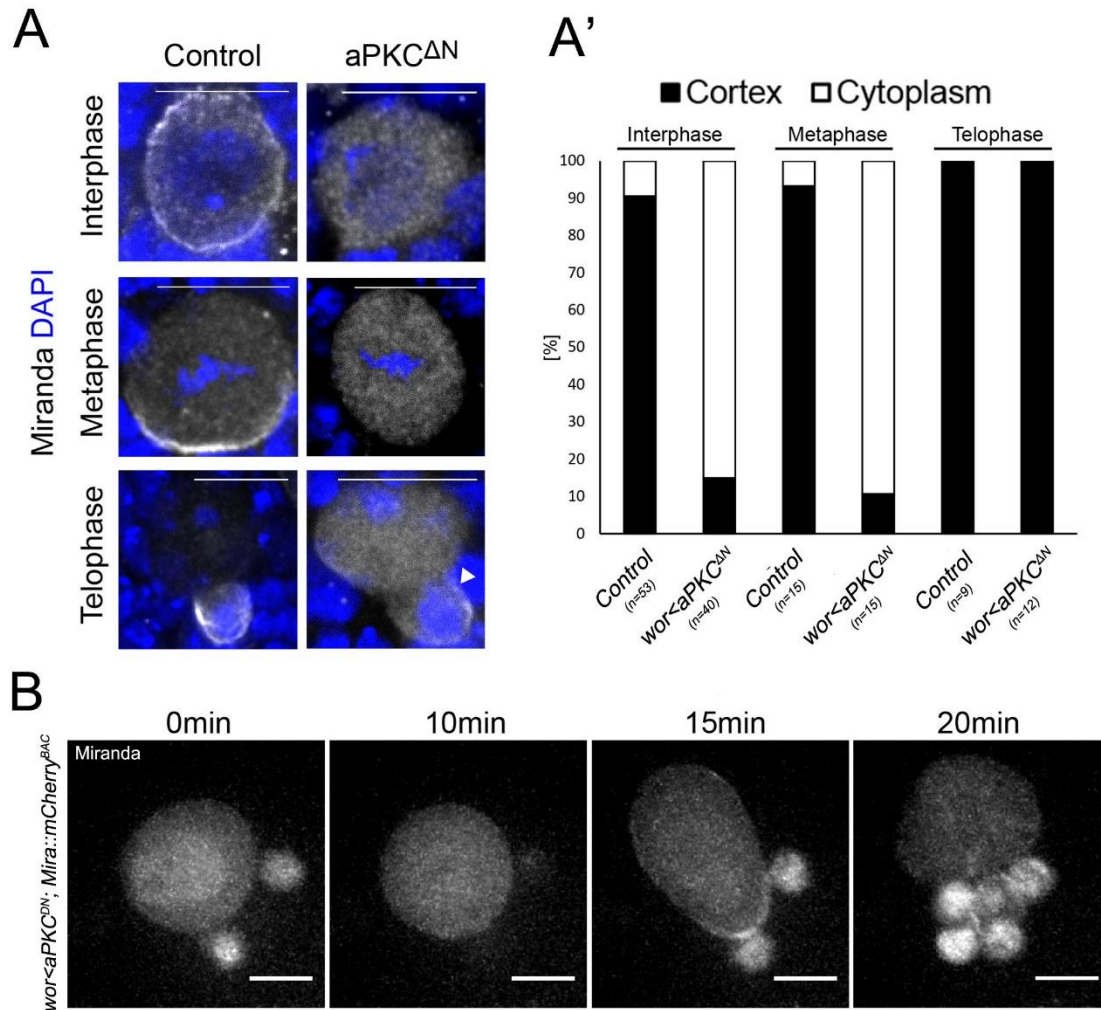 A
Control
aPKC^ΔN
Miranda DAPI
Interphase
Metaphase
Telophase
A'
Cortex Cytoplasm
Interphase Metaphase Telophase
[%]
100
90
80
70
60
50
40
30
20
10
0
Control (n=53)
wor<aPKC^ΔN (n=40)
Control (n=15)
wor<aPKC^ΔN (n=15)
Control (n=9)
wor<aPKC^ΔN (n=12)
B
0min 10min 15min 20min
wor<aPKC^DN; Mira::mCherry^BAC
Miranda